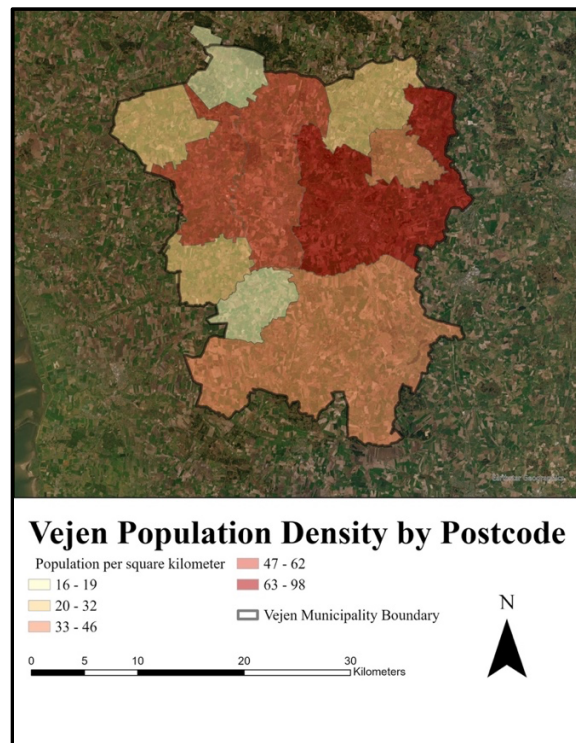 Vejen Population Density by Postcode
Population per square kilometer
16 - 19
20 - 32
33 - 46
47 - 62
63 - 98
Vejen Municipality Boundary
N
0 5 10 20 30
Kilometers